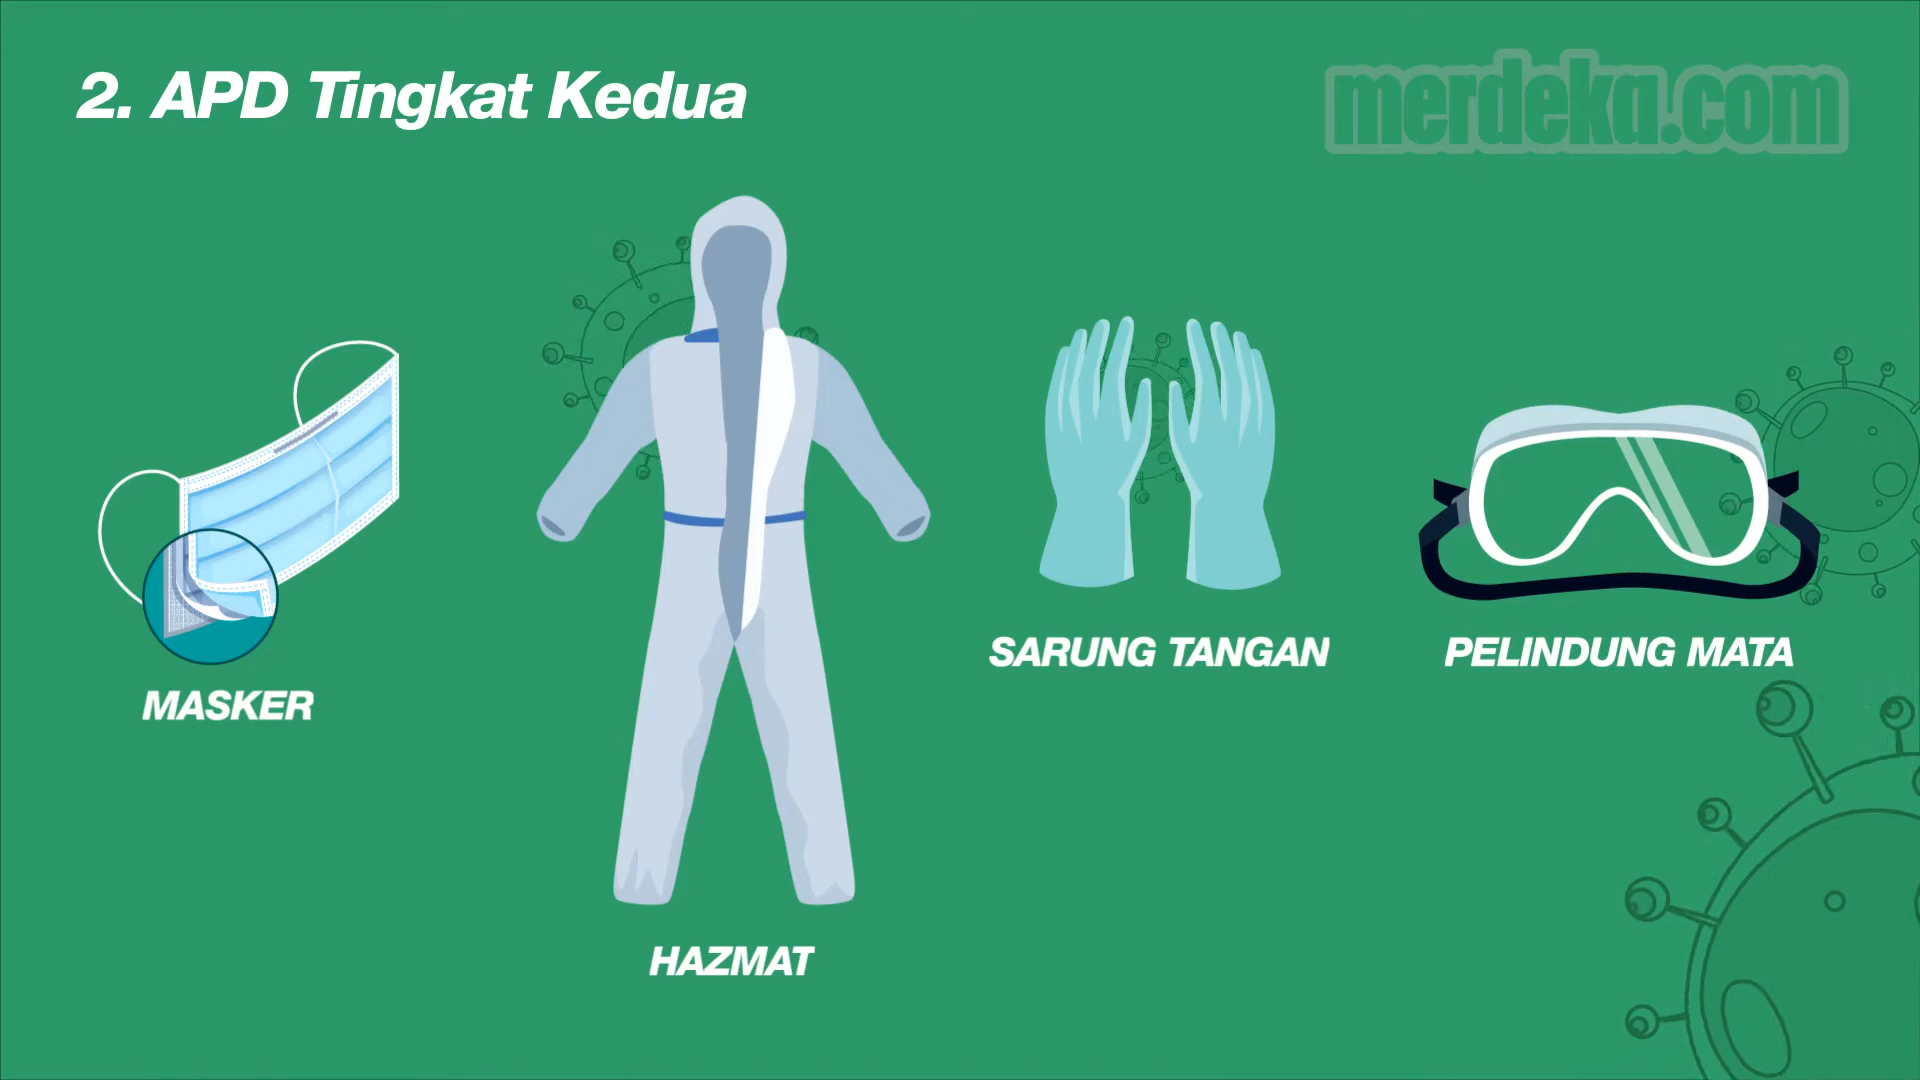 2. APD Tingkat Kedua
merdeka.com
MASKER
HAZMAT
SARUNG TANGAN
PELINDUNG MATA